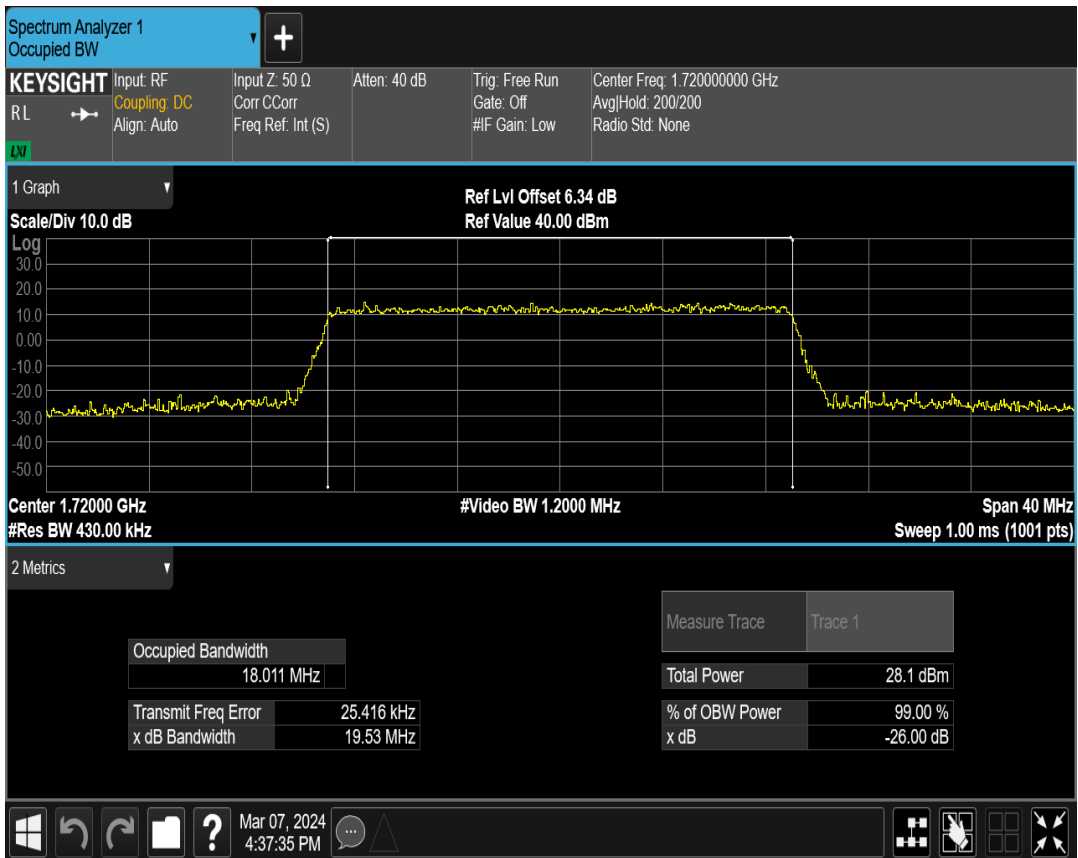 Spectrum Analyzer 1
Occupied BW
KEYSIGHT
R L
LXI
Input: RF
Coupling: DC
Align: Auto
Input Z: 50 Ω
Corr CCorr
Freq Ref: Int (S)
Atten: 40 dB
Trig: Free Run
Gate: Off
#IF Gain: Low
Center Freq: 1.720000000 GHz
Avg|Hold: 200/200
Radio Std: None
1 Graph
Scale/Div 10.0 dB
Ref Lvl Offset 6.34 dB
Ref Value 40.00 dBm
Log
30.0
20.0
10.0
0.00
-10.0
-20.0
-30.0
-40.0
-50.0
Center 1.72000 GHz
#Res BW 430.00 kHz
#Video BW 1.2000 MHz
Span 40 MHz
Sweep 1.00 ms (1001 pts)
2 Metrics
Measure Trace Trace 1
Occupied Bandwidth
18.011 MHz
Total Power 28.1 dBm
Transmit Freq Error 25.416 kHz
% of OBW Power 99.00 %
x dB Bandwidth 19.53 MHz
x dB -26.00 dB
?
Mar 07, 2024
4:37:35 PM